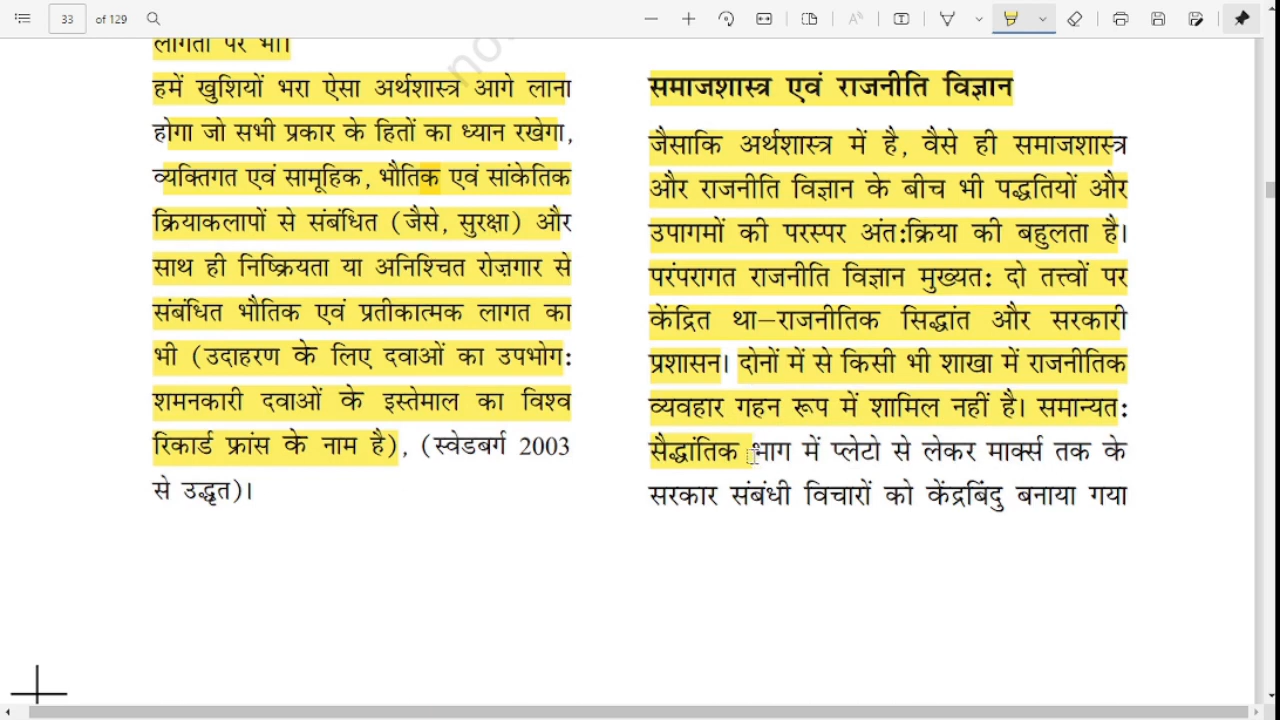 33 of 129
लागतों पर भी।
हमें खुशियों भरा ऐसा अर्थशास्त्र आगे लाना
होगा जो सभी प्रकार के हितों का ध्यान रखेगा,
व्यक्तिगत एवं सामूहिक, भौतिक एवं सांकेतिक
क्रियाकलापों से संबंधित (जैसे, सुरक्षा) और
साथ ही निष्क्रियता या अनिश्चित रोज़गार से
संबंधित भौतिक एवं प्रतीकात्मक लागत का
भी (उदाहरण के लिए दवाओं का उपभोग:
शमनकारी दवाओं के इस्तेमाल का विश्व
रिकार्ड फ्रांस के नाम है), (स्वेडबर्ग 2003
से उद्धृत)।
समाजशास्त्र एवं राजनीति विज्ञान
जैसाकि अर्थशास्त्र में है, वैसे ही समाजशास्त्र
और राजनीति विज्ञान के बीच भी पद्धतियों और
उपागमों की परस्पर अंत:क्रिया की बहुलता है।
परंपरागत राजनीति विज्ञान मुख्यत: दो तत्त्वों पर
केंद्रित था–राजनीतिक सिद्धांत और सरकारी
प्रशासन। दोनों में से किसी भी शाखा में राजनीतिक
व्यवहार गहन रूप में शामिल नहीं है। समान्यत:
सैद्धांतिक भाग में प्लेटो से लेकर मार्क्स तक के
सरकार संबंधी विचारों को केंद्रबिंदु बनाया गया